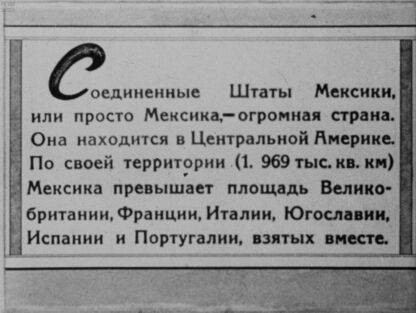 Соединенные Штаты Мексики,
или просто Мексика,—огромная страна.
Она находится в Центральной Америке.
По своей территории (1. 969 тыс. кв. км)
Мексика превышает площадь Велико-
британии, Франции, Италии, Югославии,
Испании и Португалии, взятых вместе.